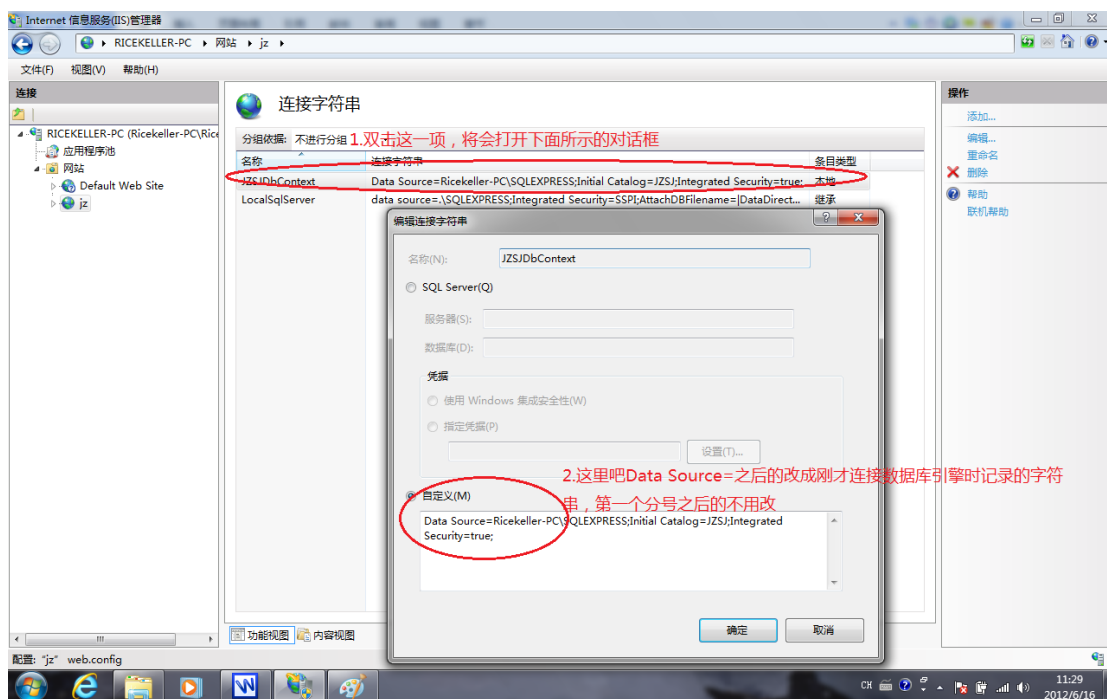 Internet 信息服务(IIS)管理器
RICEKELLER-PC
网站
jz
文件(F) 视图(V) 帮助(H)
连接
RICEKELLER-PC (Ricekeller-PC\Rice
应用程序池
网站
Default Web Site
jz
连接字符串
分组依据: 不进行分组
1.双击这一项，将会打开下面所示的对话框
名称 连接字符串 条目类型
JZSJDbContext Data Source=Ricekeller-PC\SQLEXPRESS;Initial Catalog=JZSJ;Integrated Security=true; 本地
LocalSqlServer data source=.\SQLEXPRESS;Integrated Security=SSPI;AttachDBFilename=|DataDirect... 继承
编辑连接字符串
名称(N): JZSJDbContext
SQL Server(Q)
服务器(S):
数据库(D):
凭据
使用 Windows 集成安全性(W)
指定凭据(P)
设置(T)...
2.这里吧Data Source=之后的改成刚才连接数据库引擎时记录的字符
串，第一个分号之后的不用改
自定义(M)
Data Source=Ricekeller-PC\SQLEXPRESS;Initial Catalog=JZSJ;Integrated
Security=true;
确定 取消
操作
添加...
编辑...
重命名
删除
帮助
联机帮助
功能视图 内容视图
配置: "jz" web.config
CH
11:29
2012/6/16